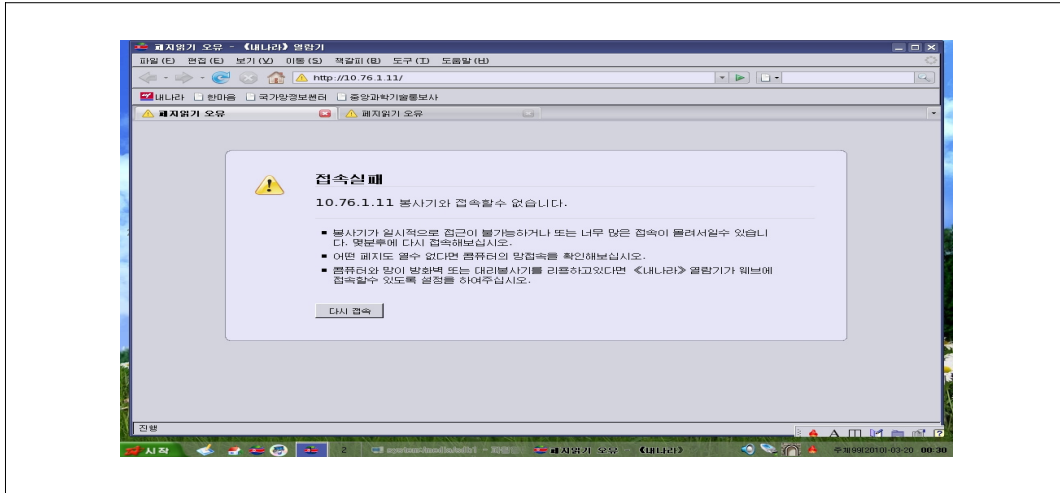 페지읽기 오유 - 《내나라》 열람기
파일(F) 편집(E) 보기(V) 이동(S) 책갈피(B) 도구(T) 도움말(H)
http://10.76.1.11/
내나라 한마음 국가망정보쎈터 중앙과학기술통보사
페지읽기 오유 페지읽기 오유
접속실패
10.76.1.11 봉사기와 접속할수 없습니다.
▪ 봉사기가 일시적으로 접근이 불가능하거나 또는 너무 많은 접속이 몰려서일수 있습니
다. 몇분후에 다시 접속해보십시오.
▪ 어떤 페지도 열수 없다면 콤퓨터의 망접속을 확인해보십시오.
▪ 콤퓨터와 망이 방화벽 또는 대리봉사기를 리용하고있다면 《내나라》 열람기가 웨브에
접속할수 있도록 설정을 하여주십시오.
다시 접속
진행
시작 2 페지읽기 오유 - 《내나라》 주체99(2010)-03-20 00:30